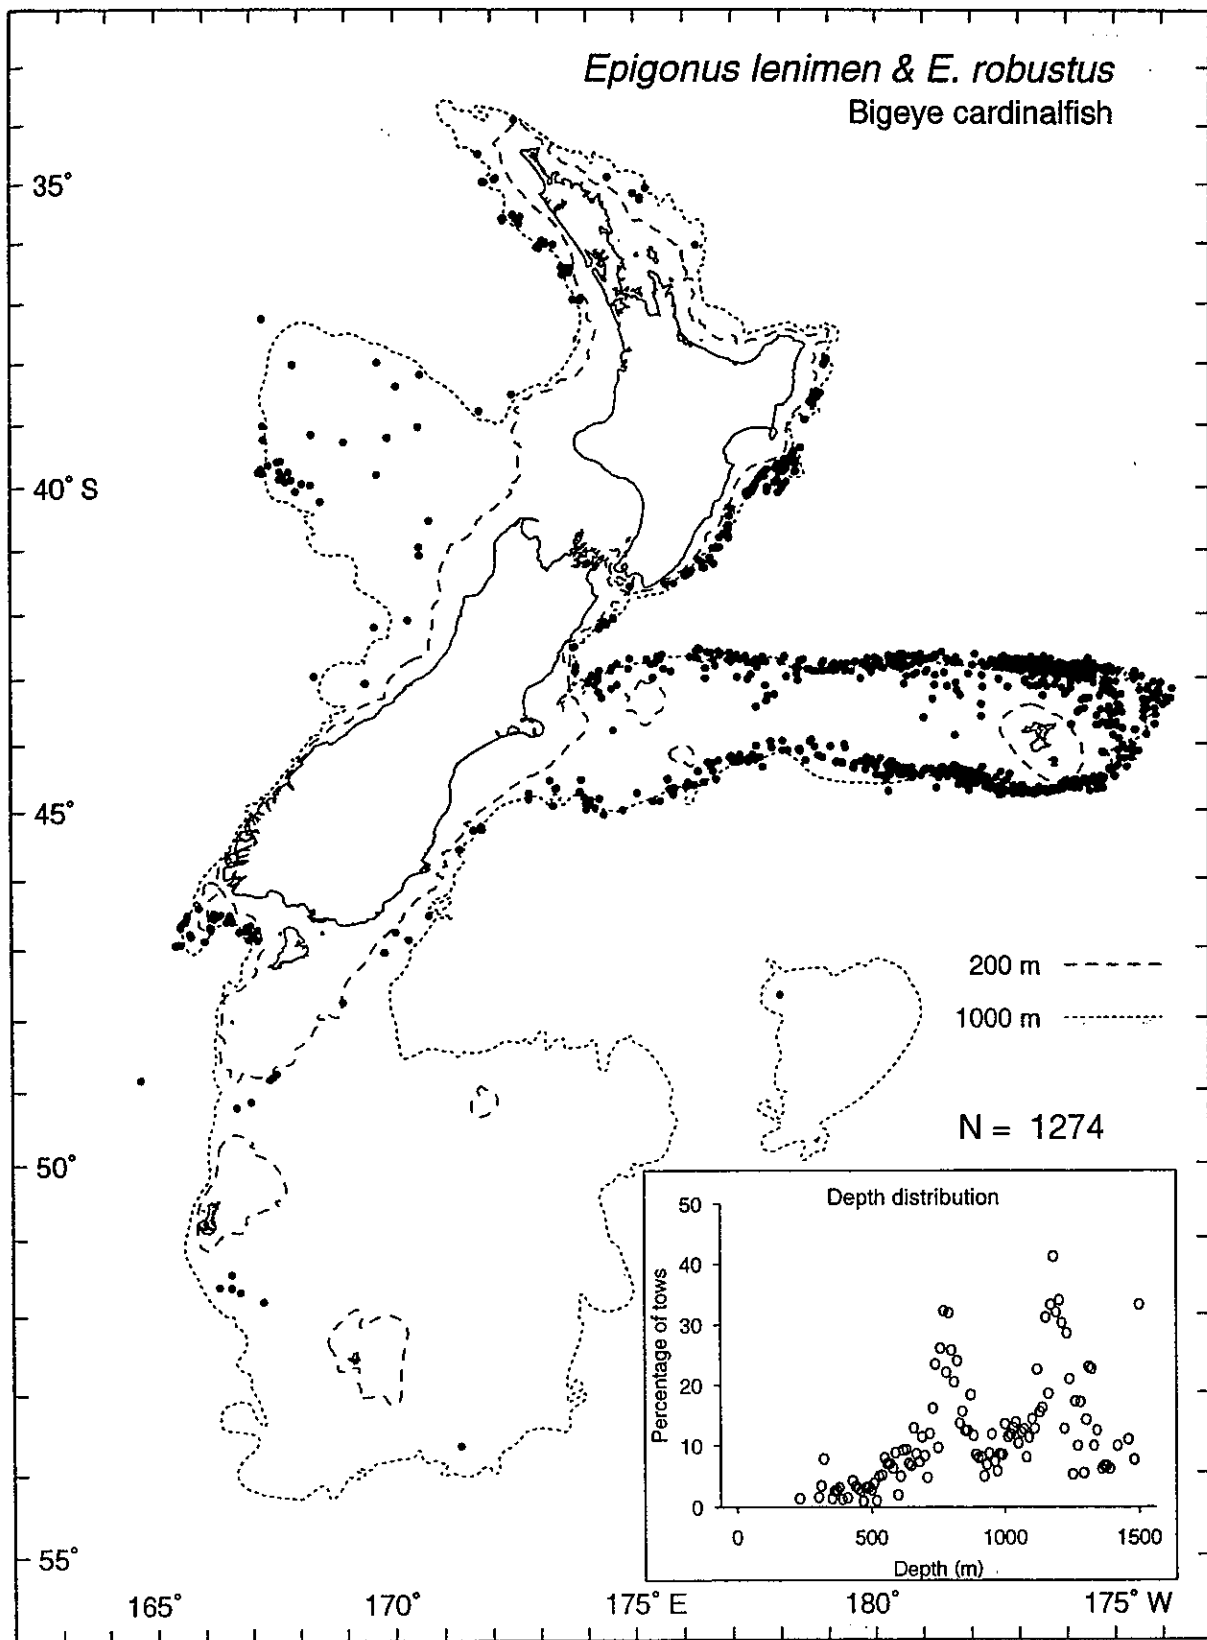 Epigonus lenimen & E. robustus
Bigeye cardinalfish
35°
40° S
45°
200 m
1000 m
N = 1274
50°
Depth distribution
50
40
30
20
10
0
Percentage of tows
0 500 1000 1500
Depth (m)
55°
165° 170° 175° E 180° 175° W